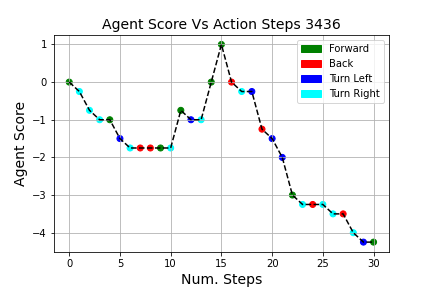 Agent Score Vs Action Steps 3436
Agent Score
1
0
−1
−2
−3
−4
Forward
Back
Turn Left
Turn Right
0 5 10 15 20 25 30
Num. Steps